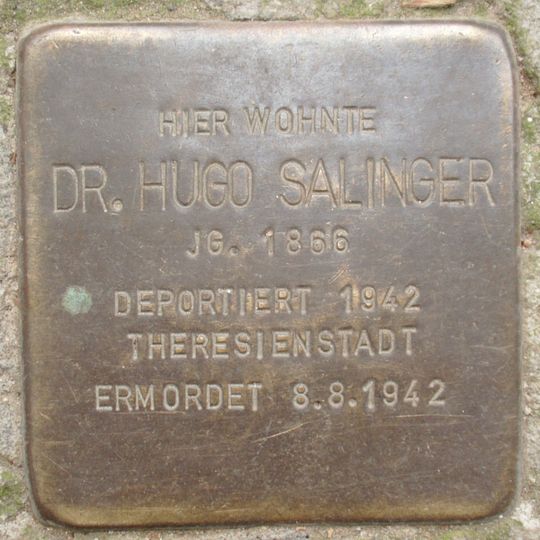 HIER WOHNTE
DR. HUGO SALINGER
JG. 1866
DEPORTIERT 1942
THERESIENSTADT
ERMORDET 8.8.1942